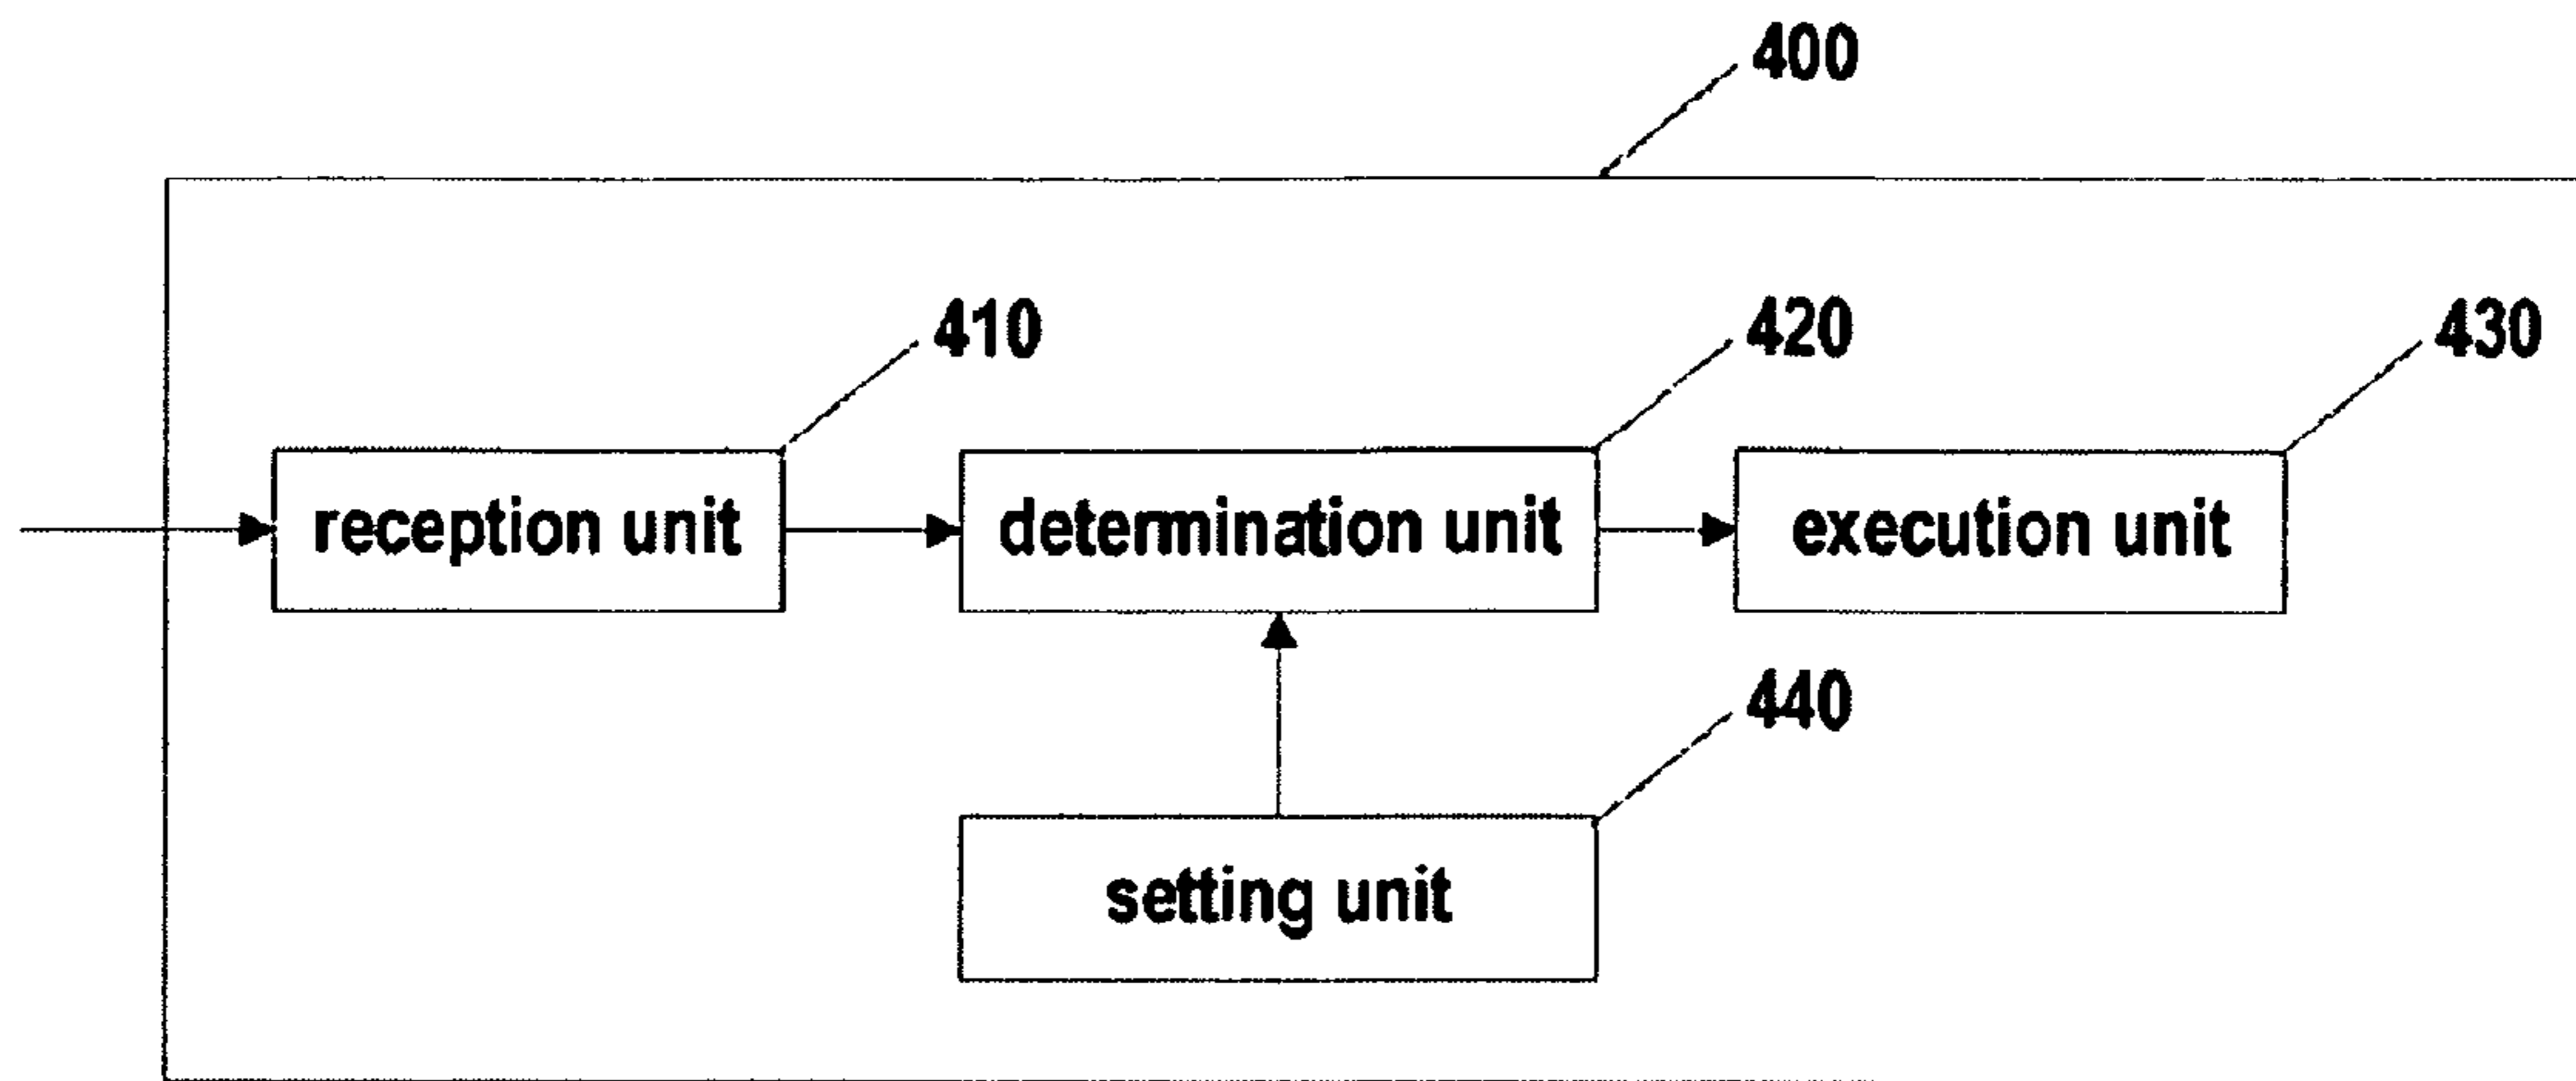 400
410
420
430
reception unit
determination unit
execution unit
440
setting unit